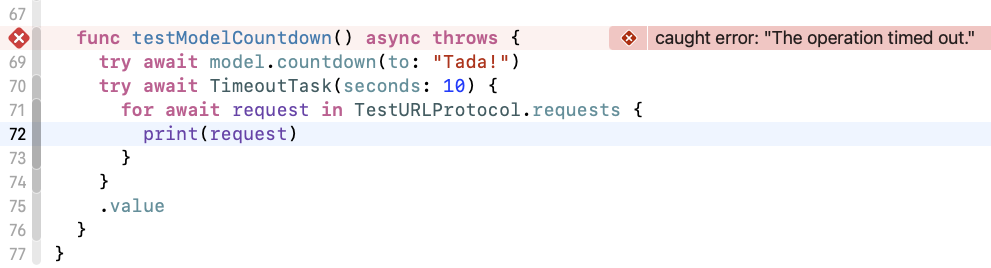 67
func testModelCountdown() async throws { caught error: "The operation timed out."
69 try await model.countdown(to: "Tada!")
70 try await TimeoutTask(seconds: 10) {
71 for await request in TestURLProtocol.requests {
72 print(request)
73 }
74 }
75 .value
76 }
77 }